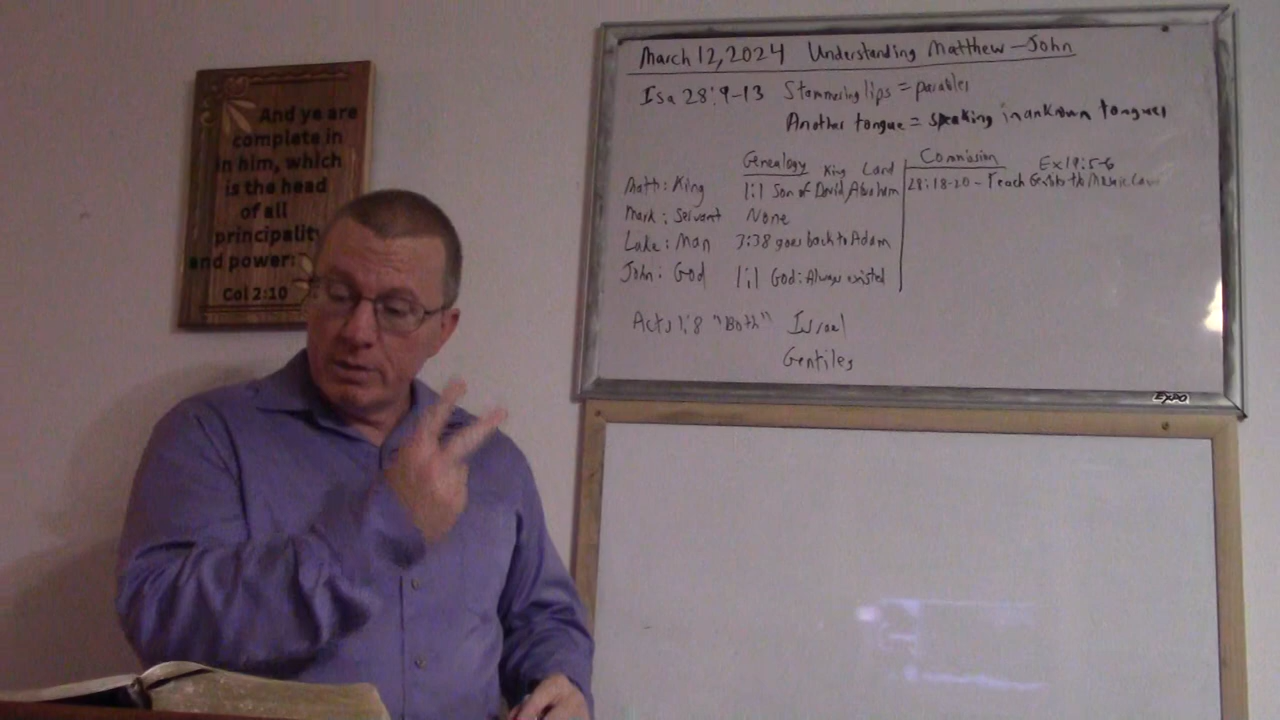 And ye are
complete in
in him, which
is the head
of all
principality
and power:
Col 2:10
March 12, 2024 Understanding Matthew-John
Isa 28:9-13 Stammering lips = parables
Another tongue = speaking in unknown tongues
Genealogy King Land Commission Ex 19:5-6
Matt: King 1:1 Son of David, Abraham 28:18-20 - Teach Gentiles the Mosaic Law
Mark: Servant None
Luke: Man 3:38 goes back to Adam
John: God 1:1 God: Always existed
Acts 1:8 "Both" Israel
Gentiles
EXPO